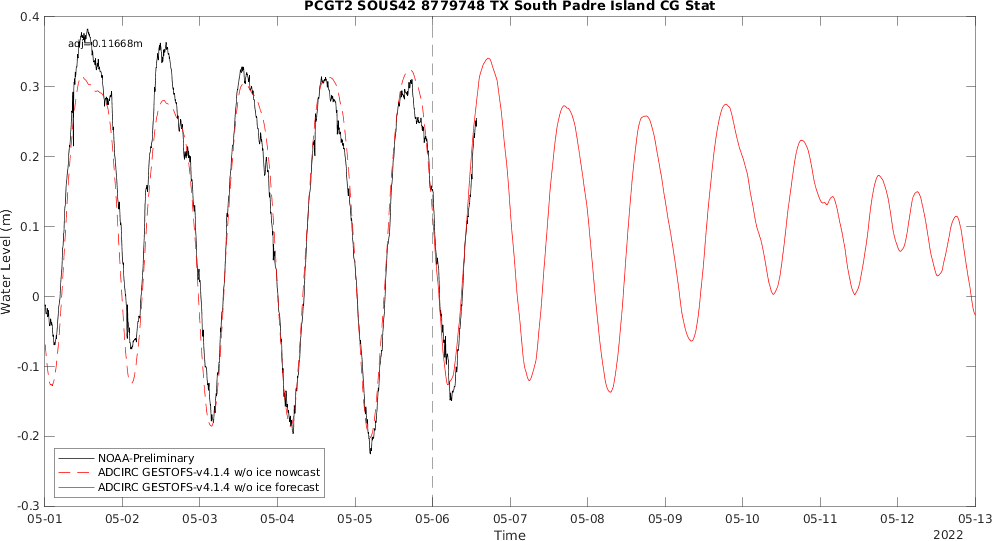 PCGT2 SOUS42 8779748 TX South Padre Island CG Stat
adj=0.11668m
0.4
0.3
0.2
0.1
0
-0.1
-0.2
-0.3
Water Level (m)
NOAA-Preliminary
ADCIRC GESTOFS-v4.1.4 w/o ice nowcast
ADCIRC GESTOFS-v4.1.4 w/o ice forecast
05-01 05-02 05-03 05-04 05-05 05-06 05-07 05-08 05-09 05-10 05-11 05-12 05-13
Time
2022